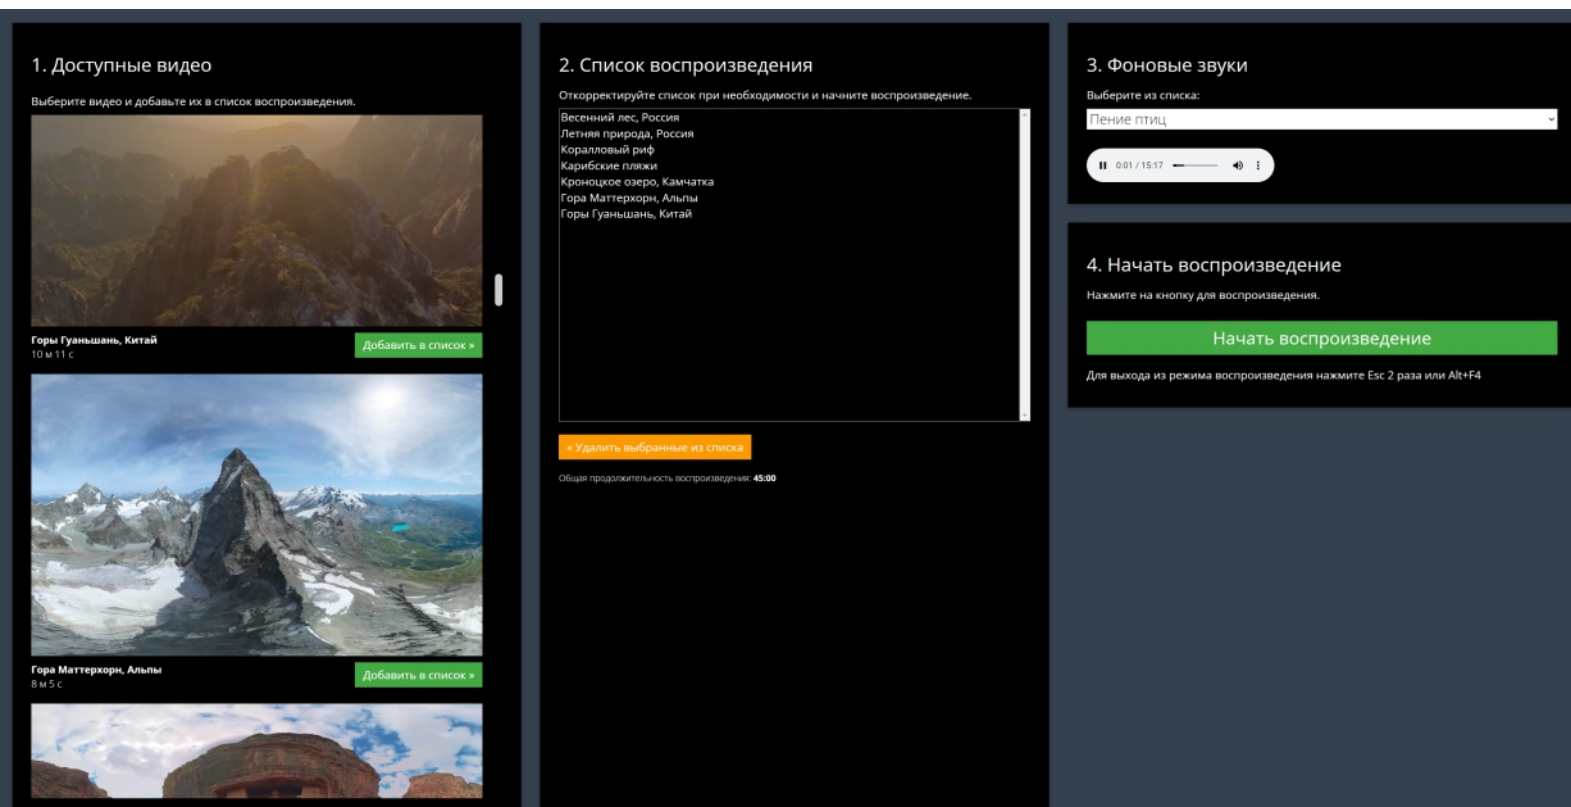 1. Доступные видео
Выберите видео и добавьте их в список воспроизведения.
Горы Гуаньшань, Китай
10 м 11 с
Добавить в список »
Гора Маттерхорн, Альпы
8 м 5 с
Добавить в список »
2. Список воспроизведения
Откорректируйте список при необходимости и начните воспроизведение.
Весенний лес, Россия
Летняя природа, Россия
Коралловый риф
Карибские пляжи
Кроноцкое озеро, Камчатка
Гора Маттерхорн, Альпы
Горы Гуаньшань, Китай
« Удалить выбранные из списка
Общая продолжительность воспроизведения: 45:00
3. Фоновые звуки
Выберите из списка:
Пение птиц
0:01 / 15:17
4. Начать воспроизведение
Нажмите на кнопку для воспроизведения.
Начать воспроизведение
Для выхода из режима воспроизведения нажмите Esc 2 раза или Alt+F4